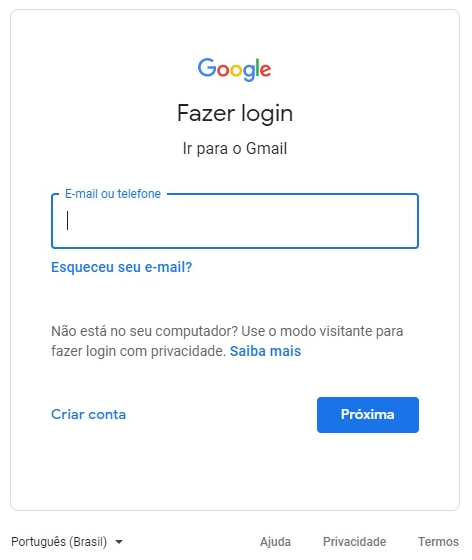 Google
Fazer login
Ir para o Gmail
E-mail ou telefone
Esqueceu seu e-mail?
Não está no seu computador? Use o modo visitante para
fazer login com privacidade. Saiba mais
Criar conta
Próxima
Português (Brasil)
Ajuda
Privacidade
Termos